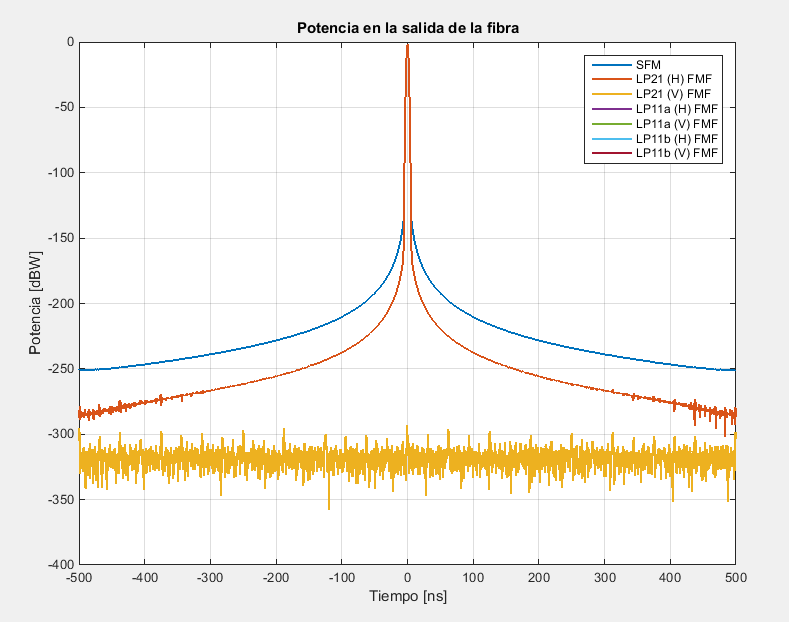 Potencia en la salida de la fibra
SFM
LP21 (H) FMF
LP21 (V) FMF
LP11a (H) FMF
LP11a (V) FMF
LP11b (H) FMF
LP11b (V) FMF
Potencia [dBW]
0
-50
-100
-150
-200
-250
-300
-350
-400
-500 -400 -300 -200 -100 0 100 200 300 400 500
Tiempo [ns]